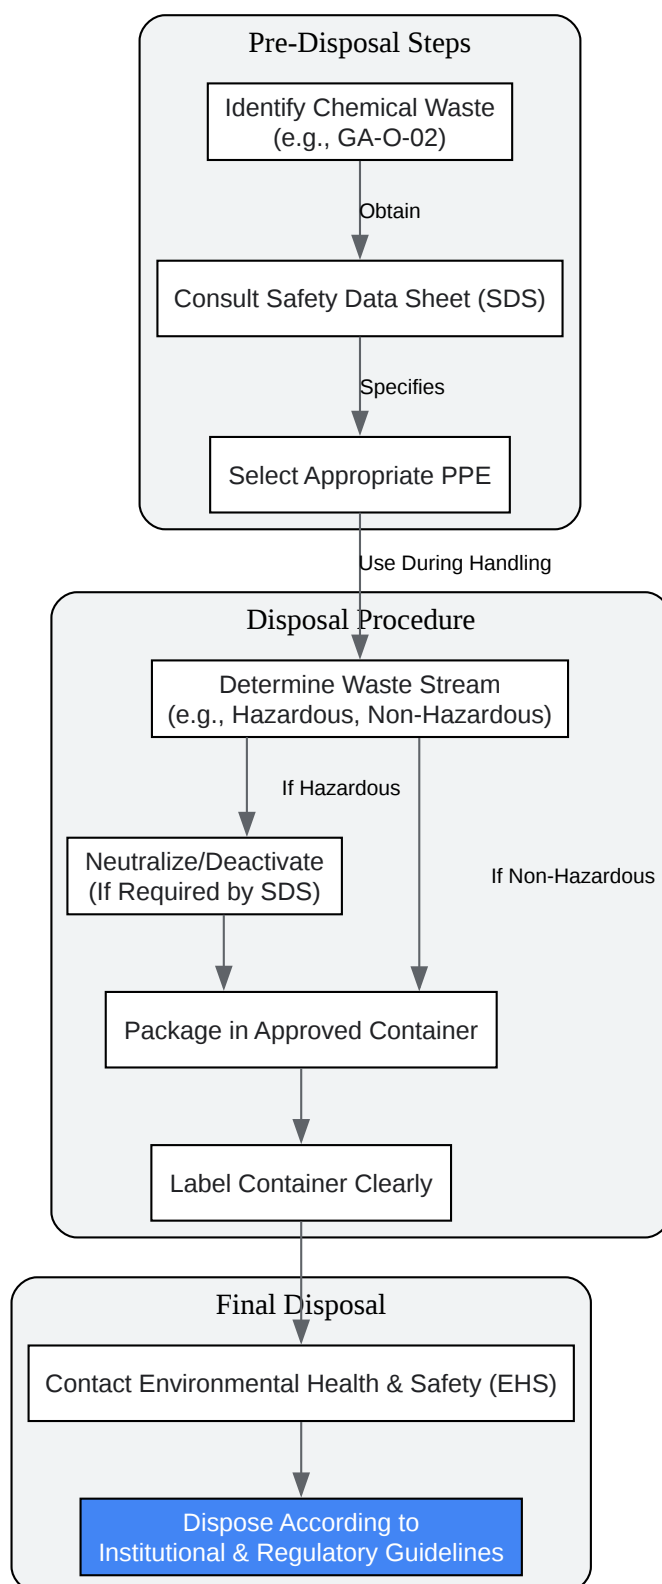 Pre-Disposal Steps
Identify Chemical Waste
(e.g., GA-O-02)
Obtain
Consult Safety Data Sheet (SDS)
Specifies
Select Appropriate PPE
Use During Handling
Disposal Procedure
Determine Waste Stream
(e.g., Hazardous, Non-Hazardous)
If Hazardous
Neutralize/Deactivate
(If Required by SDS)
If Non-Hazardous
Package in Approved Container
Label Container Clearly
Final Disposal
Contact Environmental Health & Safety (EHS)
Dispose According to
Institutional & Regulatory Guidelines